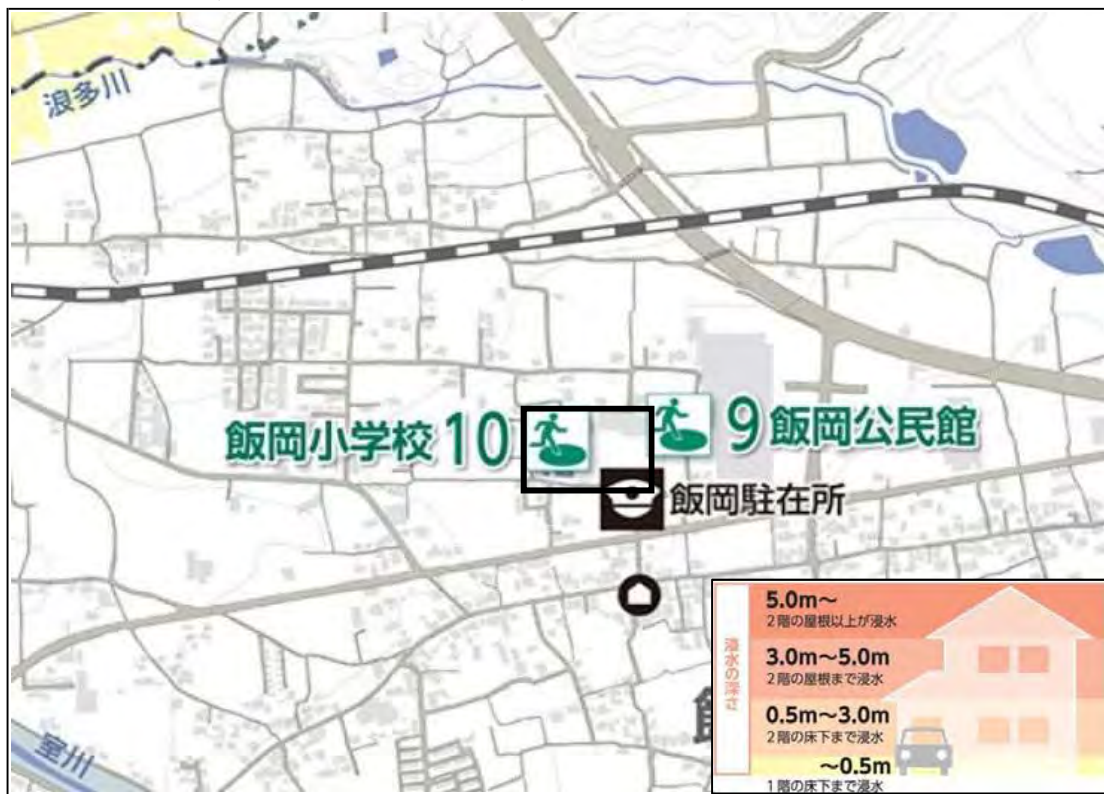 浪多川
飯岡小学校 10
9 飯岡公民館
飯岡駐在所
室川
浸水の深さ
5.0m～
2階の屋根以上が浸水
3.0m～5.0m
2階の屋根まで浸水
0.5m～3.0m
2階の床下まで浸水
～0.5m
1階の床下まで浸水